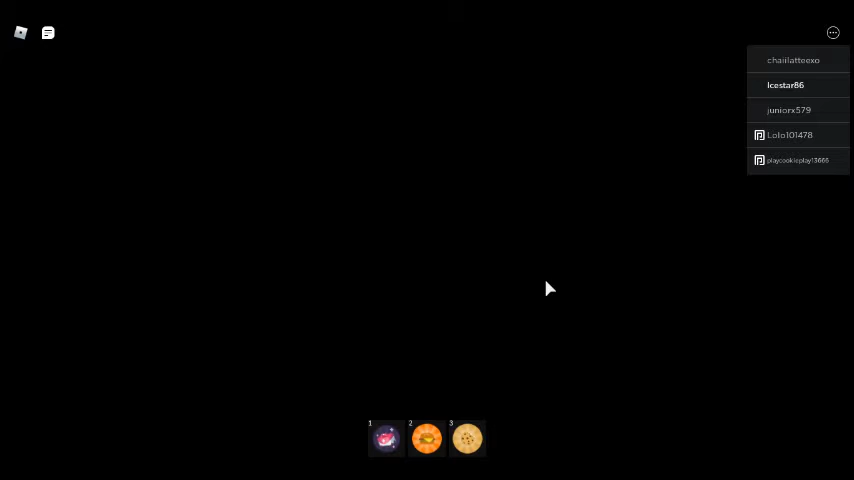 chaiilatteexo
Icestar86
juniorx579
Lolo101478
playcookieplay13666
1 2 3